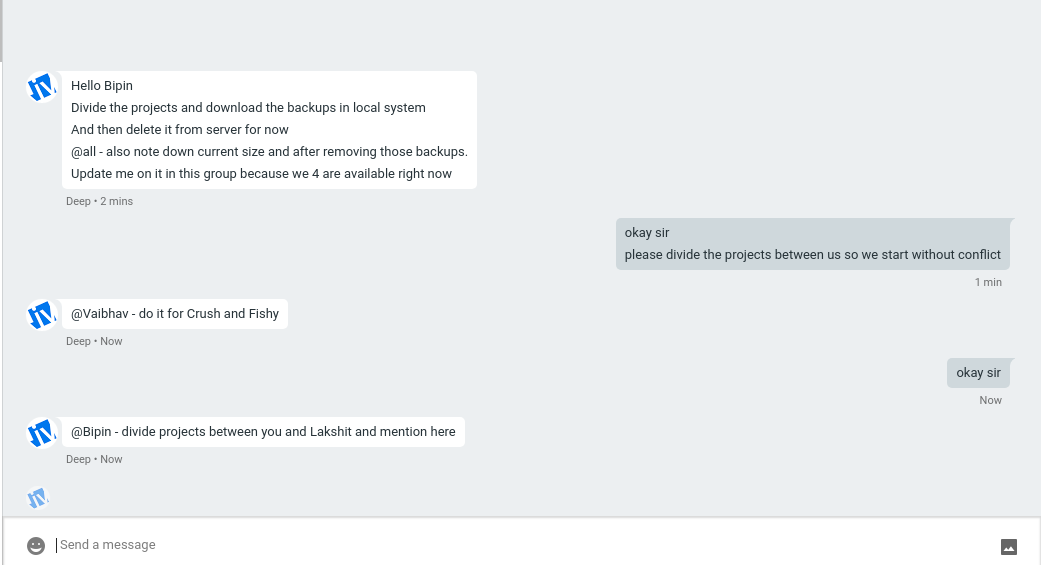 Hello Bipin
Divide the projects and download the backups in local system
And then delete it from server for now
@all - also note down current size and after removing those backups.
Update me on it in this group because we 4 are available right now
Deep • 2 mins
okay sir
please divide the projects between us so we start without conflict
1 min
@Vaibhav - do it for Crush and Fishy
Deep • Now
okay sir
Now
@Bipin - divide projects between you and Lakshit and mention here
Deep • Now
Send a message